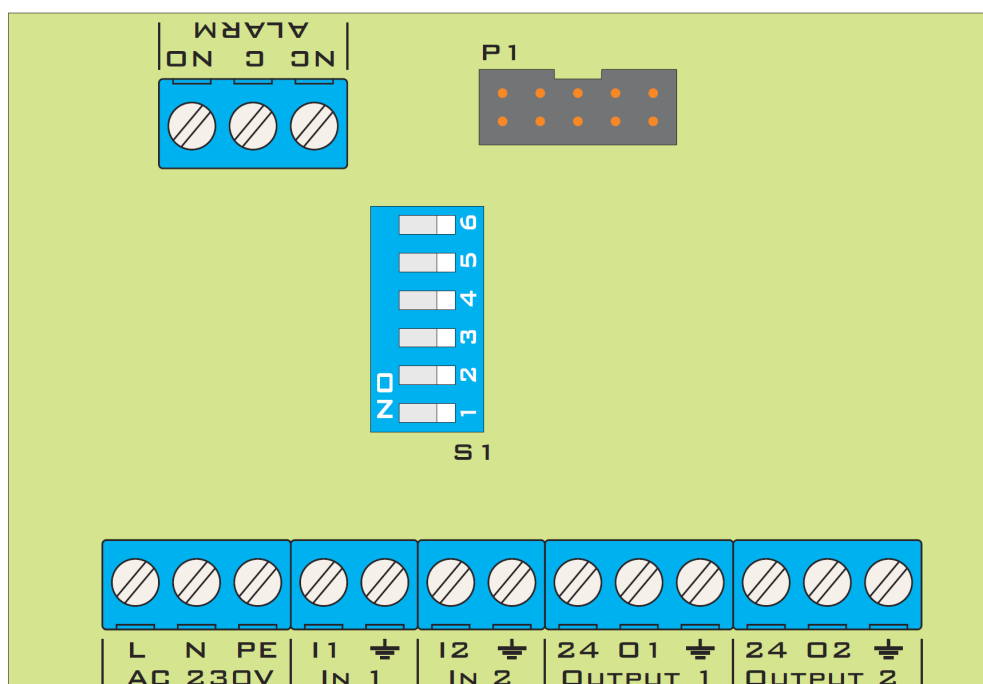 NC C NO
ALARM
P1
6
5
4
3
2
1
ON
S1
L N PE I1 I2 24 O1 24 O2
AC 230V In 1 In 2 Output 1 Output 2